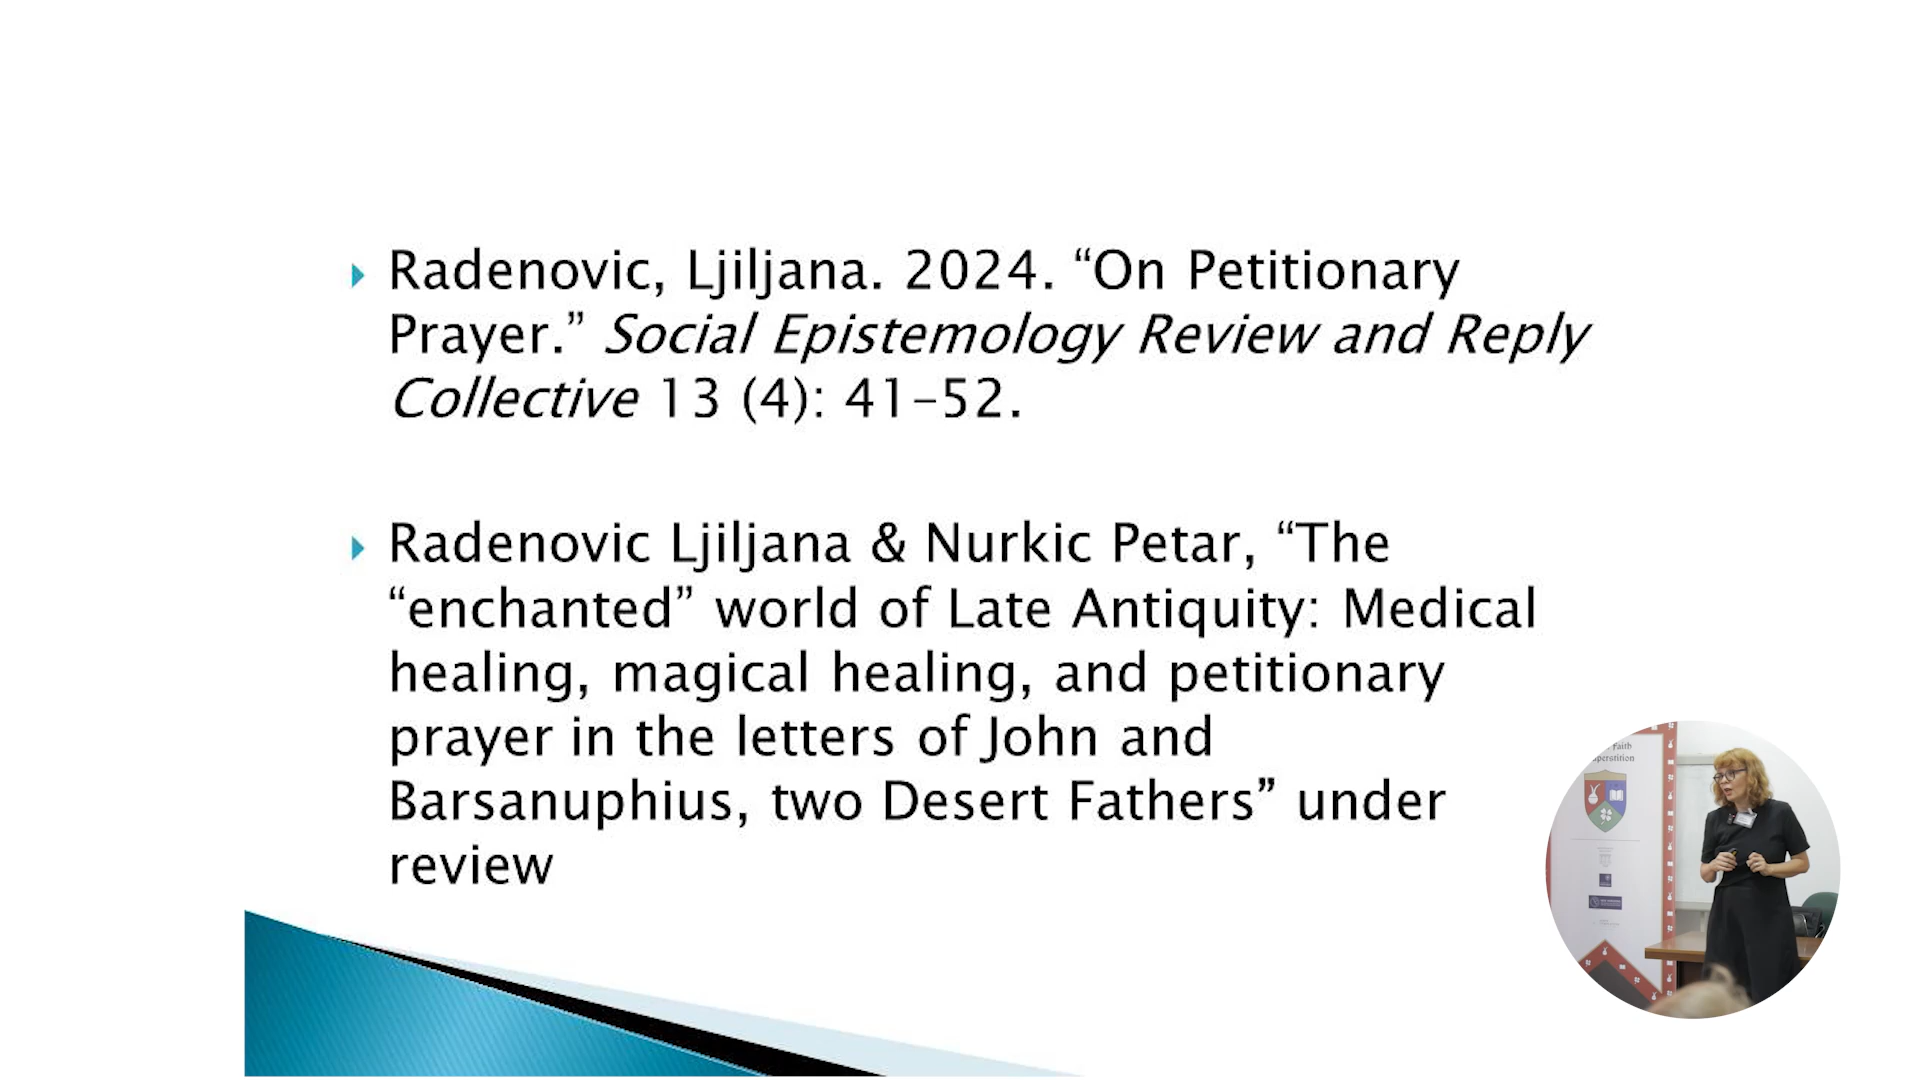 Radenovic, Ljiljana. 2024. “On Petitionary
Prayer.” Social Epistemology Review and Reply
Collective 13 (4): 41-52.
Radenovic Ljiljana & Nurkic Petar, “The
“enchanted” world of Late Antiquity: Medical
healing, magical healing, and petitionary
prayer in the letters of John and
Barsanuphius, two Desert Fathers” under
review
Faith